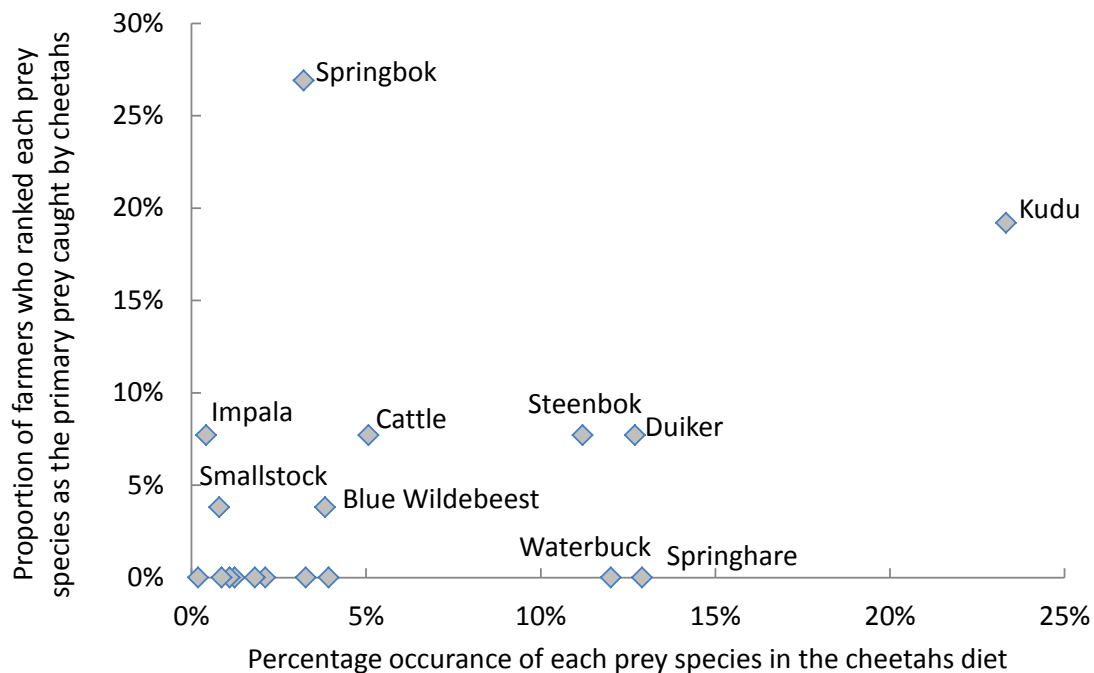 Proportion of farmers who ranked each prey
species as the primary prey caught by cheetahs
30%
25%
20%
15%
10%
5%
0%
Springbok
Kudu
Impala
Cattle
Steenbok
Duiker
Smallstock
Blue Wildebeest
Waterbuck
Springhare
0%
5%
10%
15%
20%
25%
Percentage occurance of each prey species in the cheetahs diet